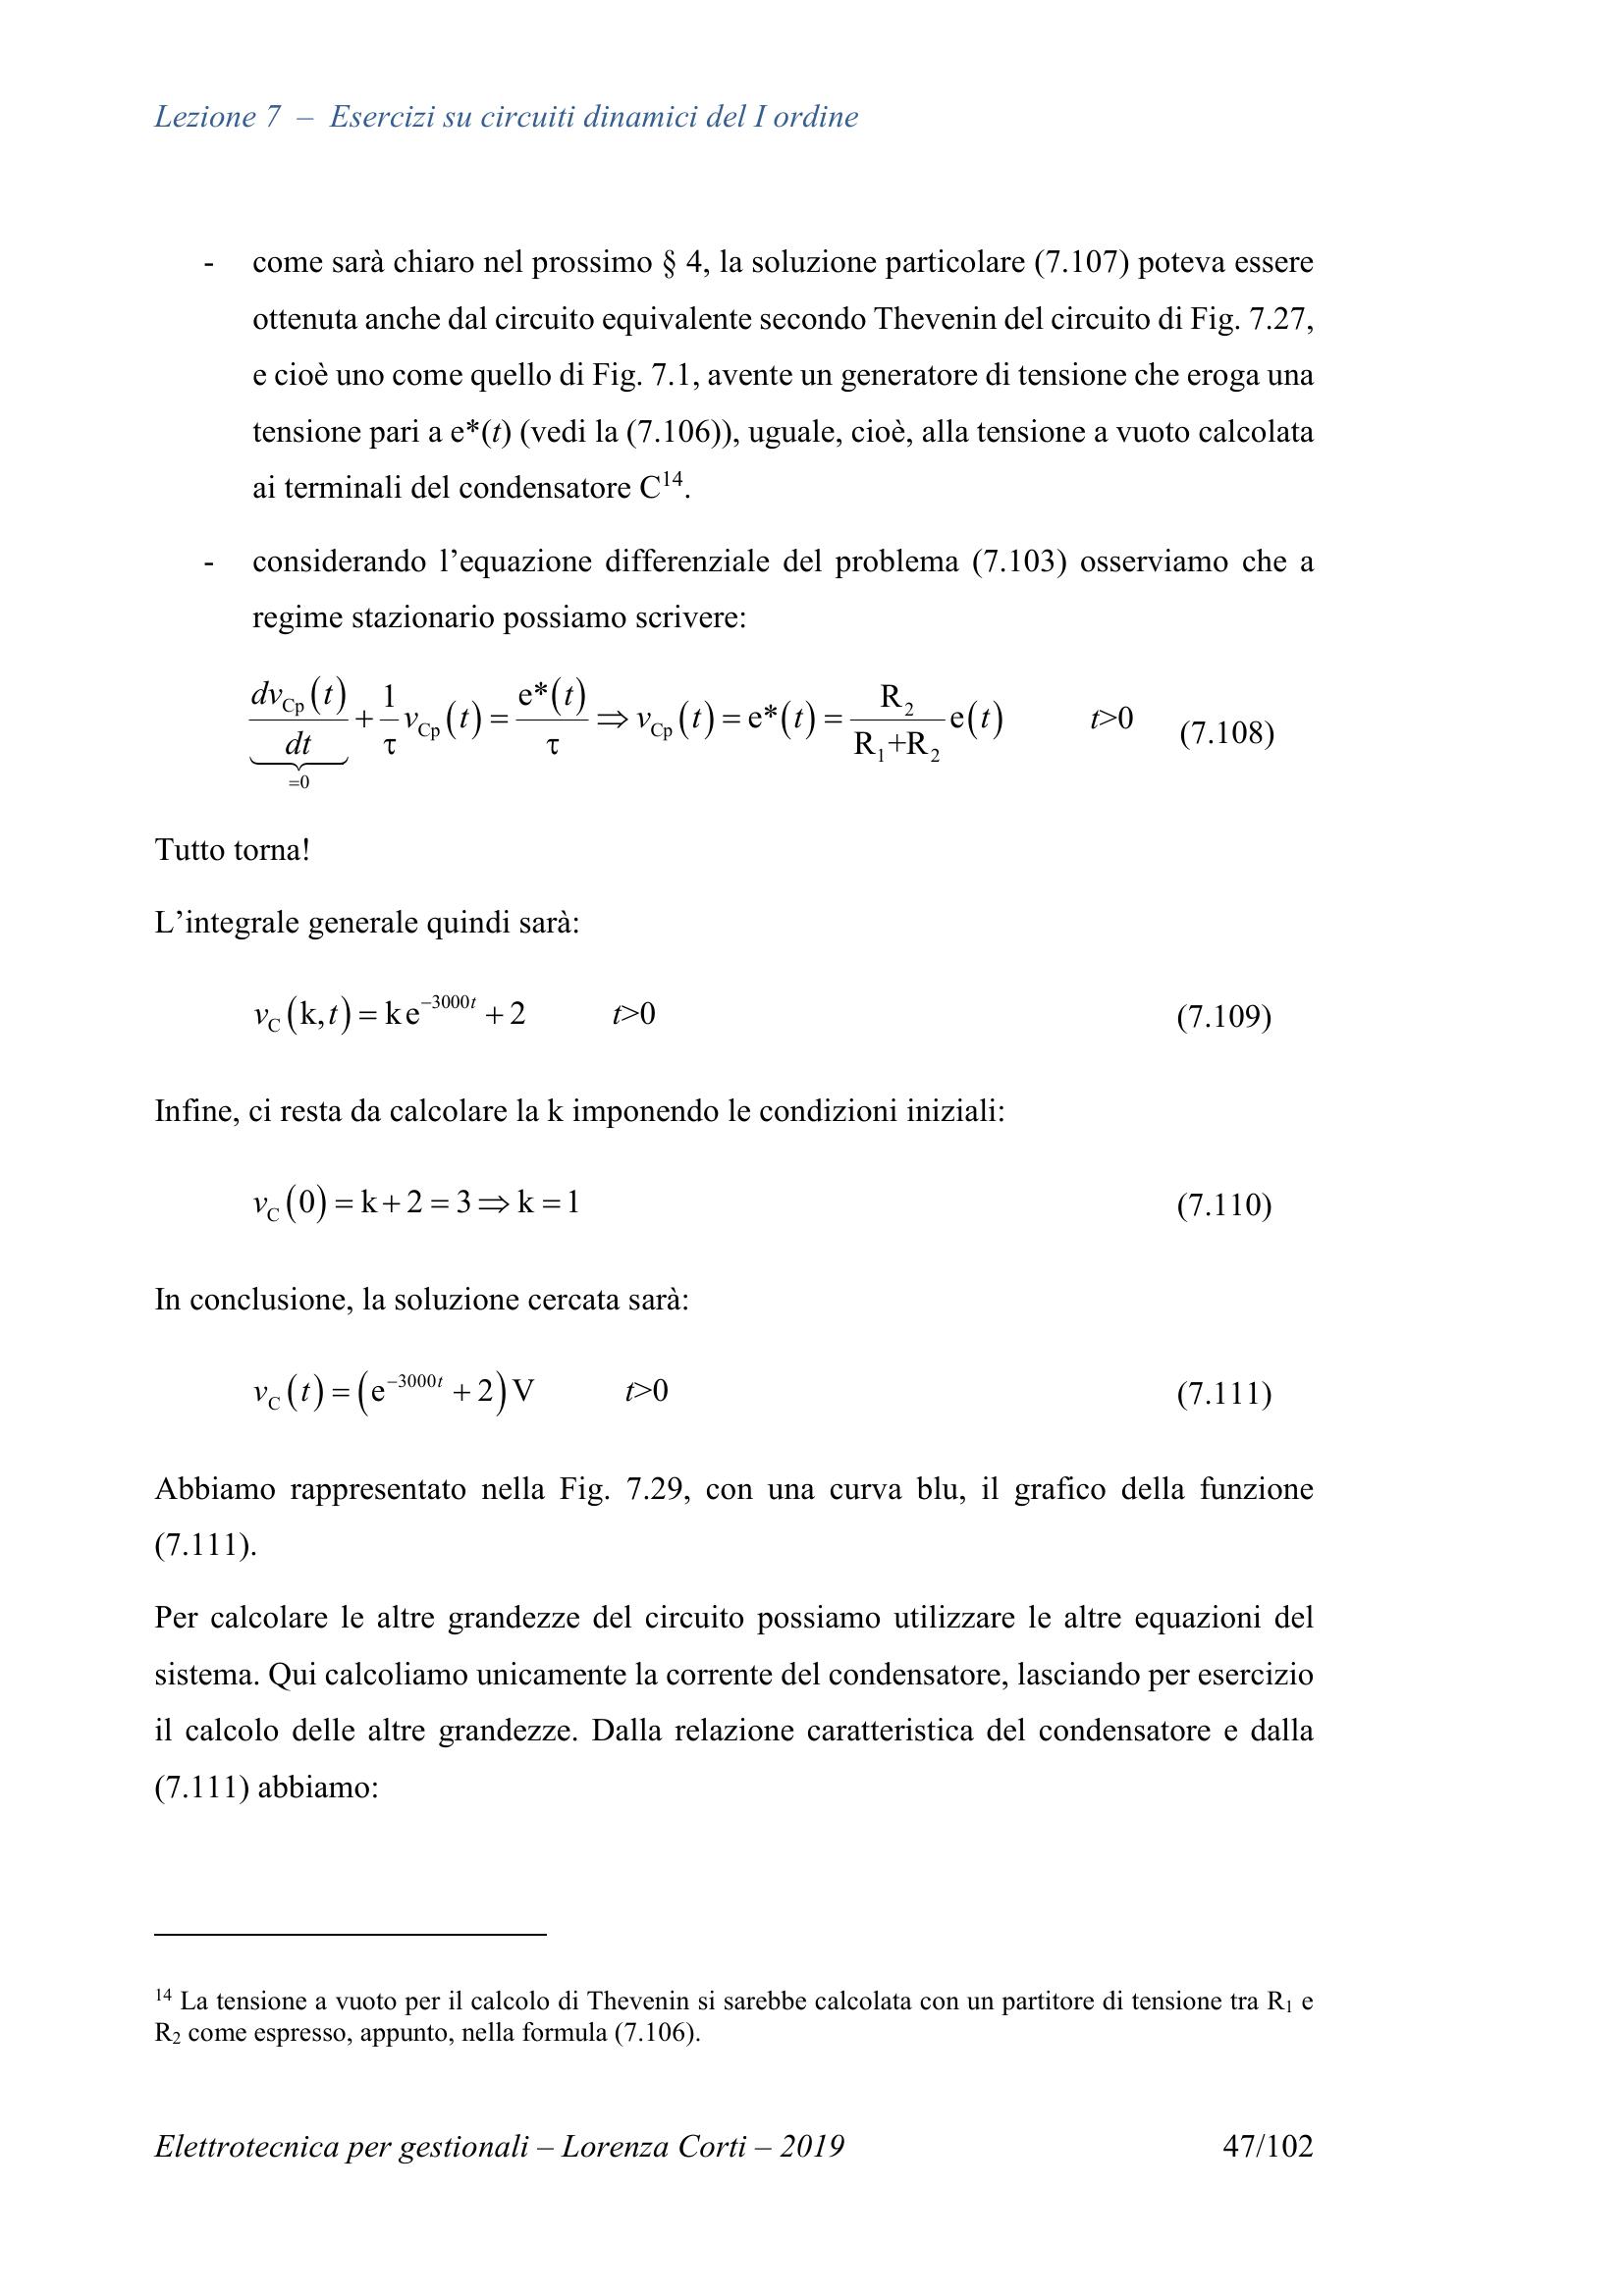 Lezione 7 – Esercizi su circuiti dinamici del I ordine
- come sarà chiaro nel prossimo § 4, la soluzione particolare (7.107) poteva essere
ottenuta anche dal circuito equivalente secondo Thevenin del circuito di Fig. 7.27,
e cioè uno come quello di Fig. 7.1, avente un generatore di tensione che eroga una
tensione pari a e*(t) (vedi la (7.106)), uguale, cioè, alla tensione a vuoto calcolata
ai terminali del condensatore C¹⁴.
- considerando l’equazione differenziale del problema (7.103) osserviamo che a
regime stazionario possiamo scrivere:
$\underbrace{\frac{dv_{Cp}(t)}{dt}}_{=0} + \frac{1}{\tau} v_{Cp}(t) = \frac{e^*(t)}{\tau} \Rightarrow v_{Cp}(t) = e^*(t) = \frac{R_2}{R_1 + R_2} e(t) \quad t>0$ (7.108)
Tutto torna!
L’integrale generale quindi sarà:
$v_C(k,t) = k e^{-3000t} + 2 \quad t>0$ (7.109)
Infine, ci resta da calcolare la k imponendo le condizioni iniziali:
$v_C(0) = k + 2 = 3 \Rightarrow k = 1$ (7.110)
In conclusione, la soluzione cercata sarà:
$v_C(t) = (e^{-3000t} + 2) V \quad t>0$ (7.111)
Abbiamo rappresentato nella Fig. 7.29, con una curva blu, il grafico della funzione
(7.111).
Per calcolare le altre grandezze del circuito possiamo utilizzare le altre equazioni del
sistema. Qui calcoliamo unicamente la corrente del condensatore, lasciando per esercizio
il calcolo delle altre grandezze. Dalla relazione caratteristica del condensatore e dalla
(7.111) abbiamo:
¹⁴ La tensione a vuoto per il calcolo di Thevenin si sarebbe calcolata con un partitore di tensione tra R₁ e
R₂ come espresso, appunto, nella formula (7.106).
Elettrotecnica per gestionali – Lorenza Corti – 2019 47/102